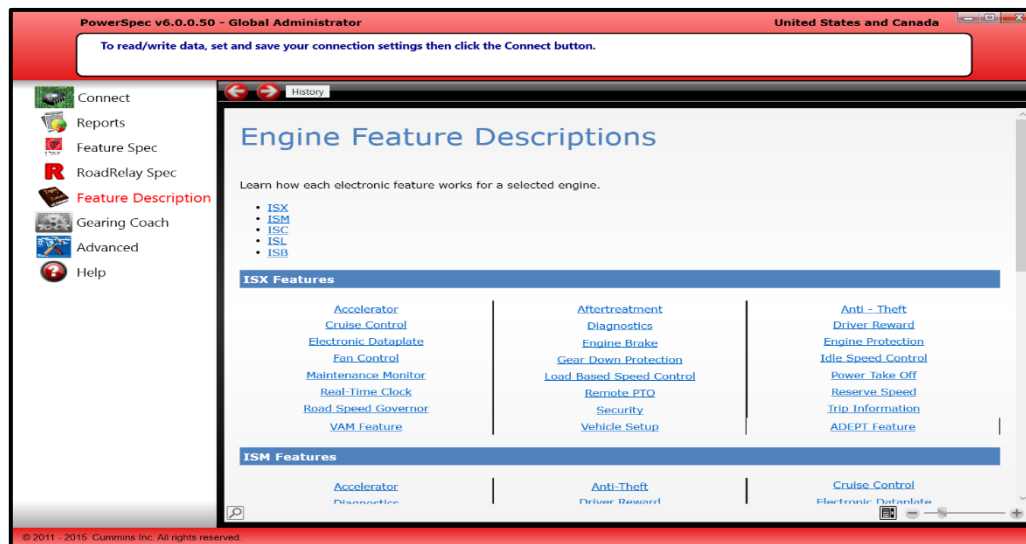 PowerSpec v6.0.0.50 - Global Administrator United States and Canada
To read/write data, set and save your connection settings then click the Connect button.
Connect
Reports
Feature Spec
RoadRelay Spec
Feature Description
Gearing Coach
Advanced
Help
History
Engine Feature Descriptions
Learn how each electronic feature works for a selected engine.
• ISX
• ISM
• ISC
• ISL
• ISB
ISX Features
Accelerator Aftertreatment Anti - Theft
Cruise Control Diagnostics Driver Reward
Electronic Dataplate Engine Brake Engine Protection
Fan Control Gear Down Protection Idle Speed Control
Maintenance Monitor Load Based Speed Control Power Take Off
Real-Time Clock Remote PTO Reserve Speed
Road Speed Governor Security Trip Information
VAM Feature Vehicle Setup ADEPT Feature
ISM Features
Accelerator Anti-Theft Cruise Control
Diagnostics Driver Reward Electronic Dataplate
© 2011 - 2015 Cummins Inc. All rights reserved.